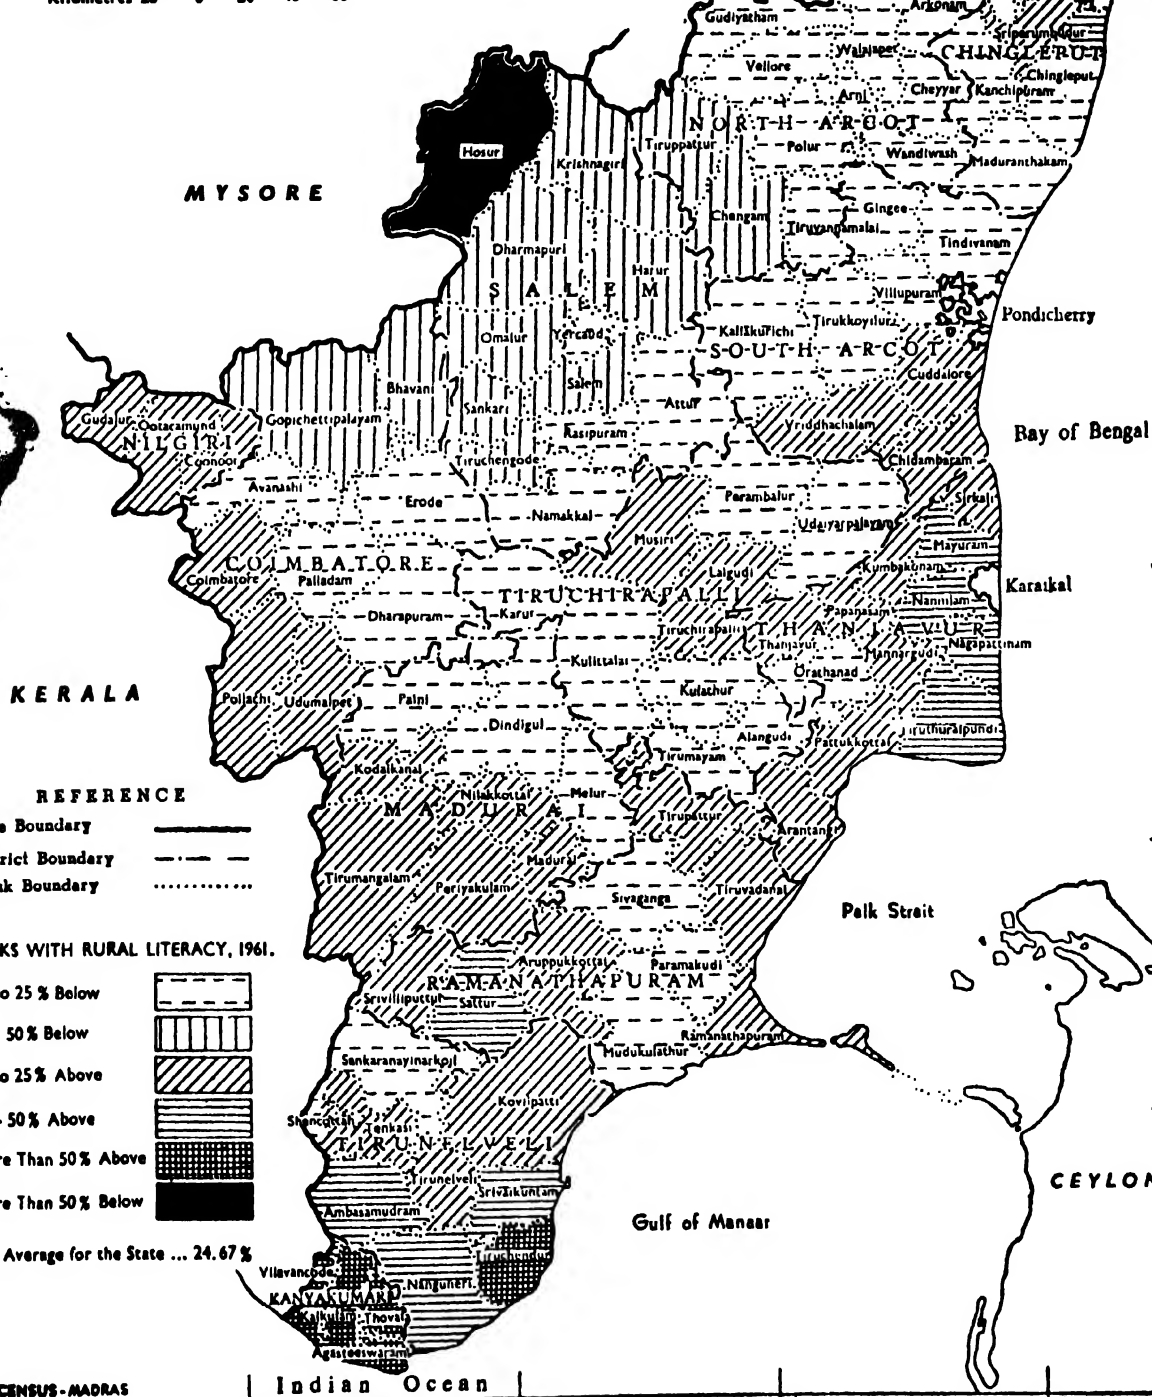 Gudiyatham
Arkonam
Sriperumbudur
Walajapet
CHINGLEPUT
Vellore
Chingleput
Arni
Cheyyar
Kanchipuram
NORTH ARCOT
Hosur
Krishnagiri
Tiruppattur
Polur
Wandiwash
Maduranthakam
MYSORE
Chengam
Gingee
Tiruvannamalai
Tindivanam
Dharmapuri
Harur
SALEM
Villupuram
Pondicherry
Omalur
Yercaud
Kallakurichi
Tirukkoyilur
SOUTH ARCOT
Cuddalore
Salem
Bhavani
Sankari
Attur
Gudalur
Ootacamund
Gopichettipalayam
Vriddhachalam
Bay of Bengal
NILGIRI
Rasipuram
Coonoor
Tiruchengode
Chidambaram
Avanashi
Erode
Perambalur
Sirkali
Namakkal
Udaiyarpalayam
Musiri
Mayuram
COIMBATORE
Lalgudi
Kumbakonam
Coimbatore
Palladam
Karaikal
TIRUCHIRAPALLI
Nannilam
Dharapuram
Karur
Papanasam
Tiruchirapalli
THANJAVUR
Thanjavur
Mannargudi
Nagapattinam
Kulittalai
Orathanad
KERALA
Pollachi
Udumalpet
Palni
Kulathur
Dindigul
Alangudi
Pattukkottai
Tiruthuraipundi
Kodaikanal
Tirumayam
REFERENCE
Nilakkottai
Melur
MADURAI
Tirupattur
Boundary
Arantangi
rict Boundary
Madurai
Boundary
Tirumangalam
Periyakulam
Sivaganga
Tiruvadanai
Palk Strait
KS WITH RURAL LITERACY, 1961.
Aruppukkottai
Paramakudi
RAMANATHAPURAM
o 25 % Below
Srivilliputtur
Sattur
50 % Below
Ramanathapuram
Sankaranayinarkoil
Mudukulathur
o 25 % Above
Kovilpatti
50 % Above
Shencottah
Tenkasi
TIRUNELVELI
re Than 50 % Above
Tirunelveli
Srivaikuntam
CEYLON
re Than 50 % Below
Ambasamudram
Gulf of Manaar
Average for the State ... 24.67 %
Tiruchendur
Vilavancode
Nanguneri
KANYAKUMARI
Kalkulam
Thovala
Agasteeswaram
CENSUS - MADRAS
Indian Ocean